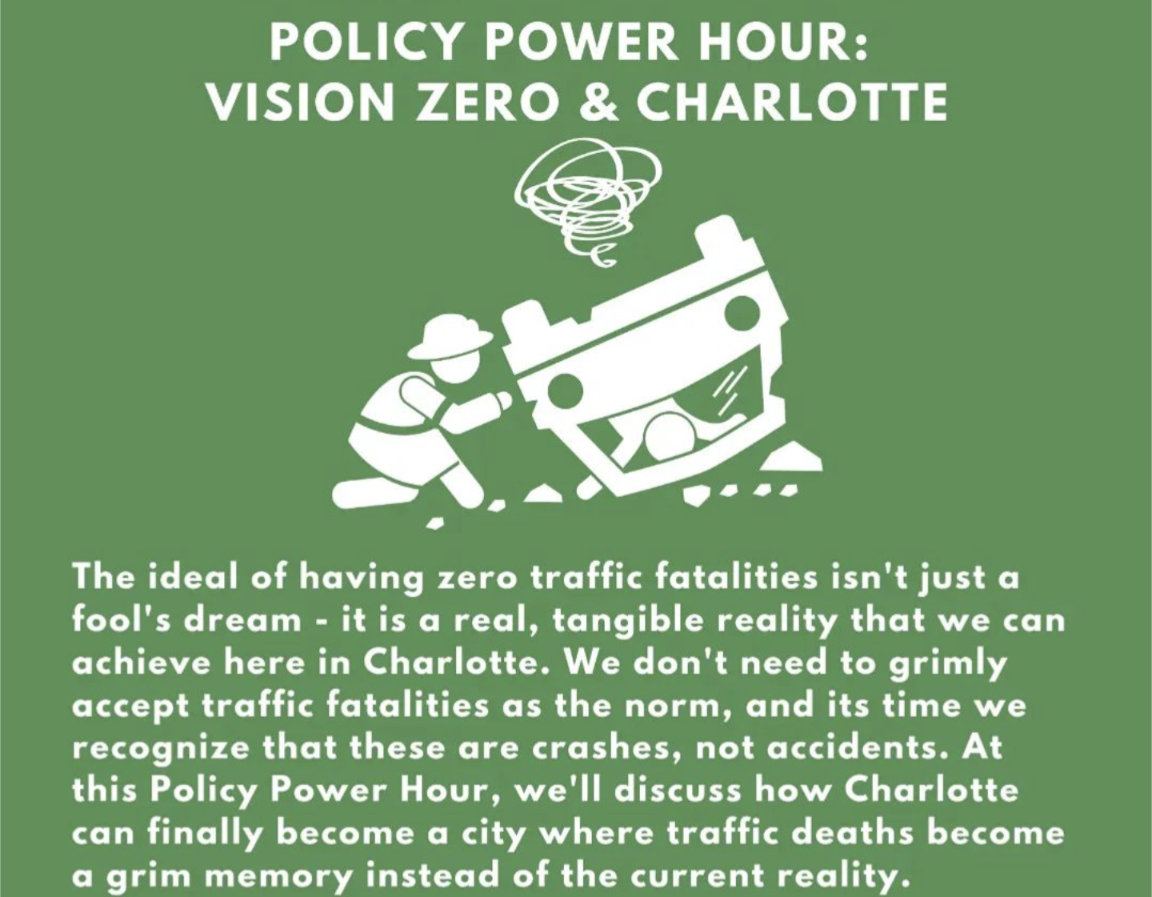 POLICY POWER HOUR:
VISION ZERO & CHARLOTTE
The ideal of having zero traffic fatalities isn't just a
fool's dream - it is a real, tangible reality that we can
achieve here in Charlotte. We don't need to grimly
accept traffic fatalities as the norm, and its time we
recognize that these are crashes, not accidents. At
this Policy Power Hour, we'll discuss how Charlotte
can finally become a city where traffic deaths become
a grim memory instead of the current reality.